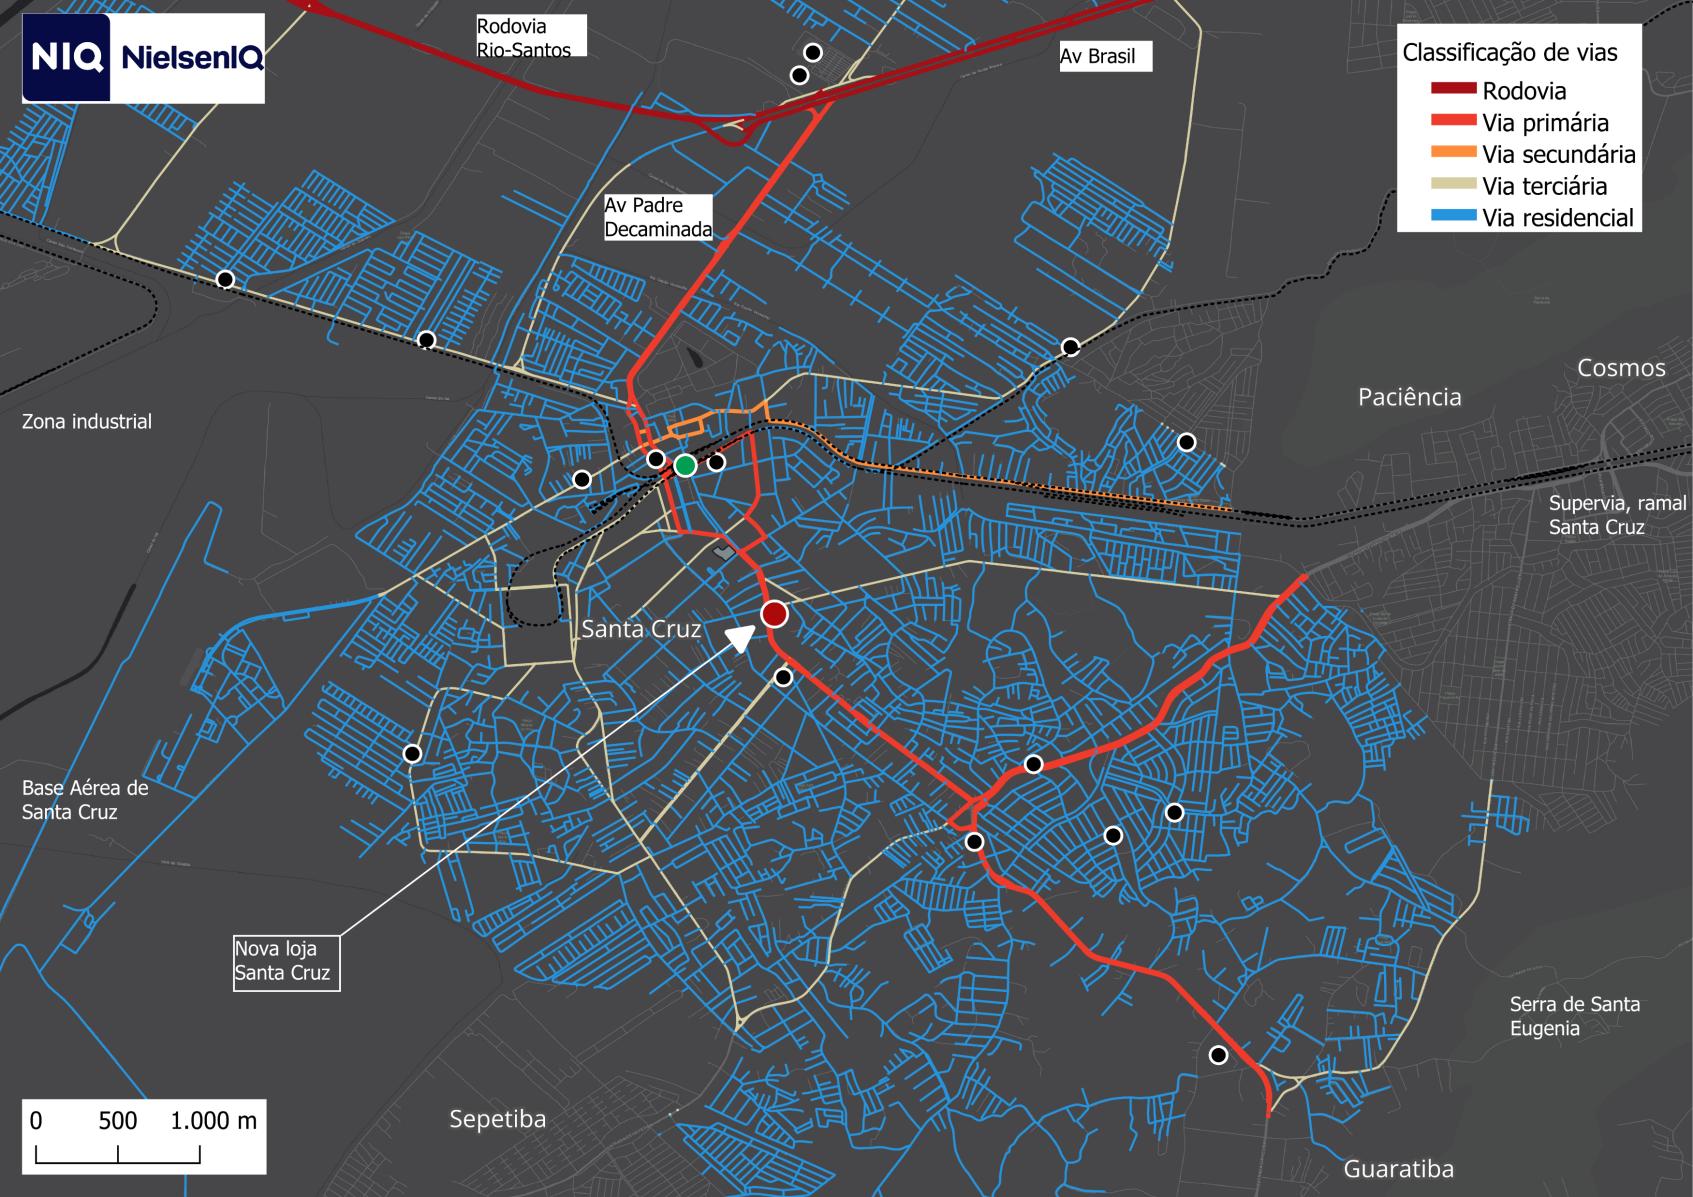 NIQ NielsenIQ
Rodovia
Rio-Santos
Av Brasil
Classificação de vias
Rodovia
Via primária
Via secundária
Via terciária
Via residencial
Av Padre
Decaminada
Cosmos
Paciência
Zona industrial
Supervia, ramal
Santa Cruz
Santa Cruz
Base Aérea de
Santa Cruz
Nova loja
Santa Cruz
Serra de Santa
Eugenia
Sepetiba
0 500 1.000 m
Guaratiba